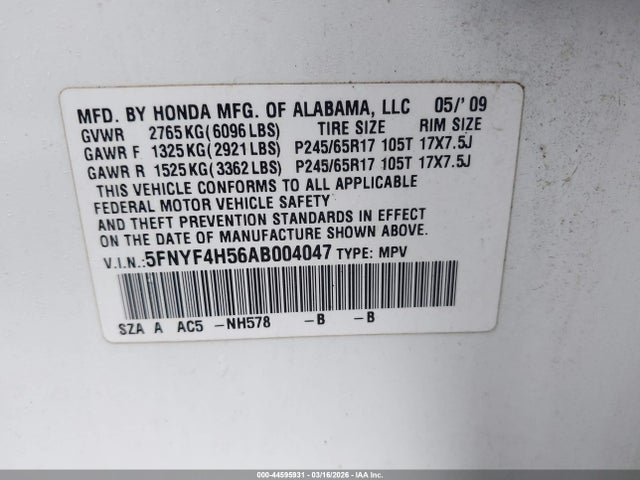 MFD. BY HONDA MFG. OF ALABAMA, LLC 05/'09
GVWR 2765KG(6096LBS) TIRE SIZE RIM SIZE
GAWR F 1325KG(2921LBS) P245/65R17 105T 17X7.5J
GAWR R 1525KG(3362LBS) P245/65R17 105T 17X7.5J
THIS VEHICLE CONFORMS TO ALL APPLICABLE
FEDERAL MOTOR VEHICLE SAFETY
AND THEFT PREVENTION STANDARDS IN EFFECT
ON THE DATE OF MANUFACTURE SHOWN ABOVE.
V.I.N.:5FNYF4H56AB004047 TYPE: MPV
SZA A AC5 -NH578 -B -B
000-44595931 - 03/16/2026 - IAA Inc.